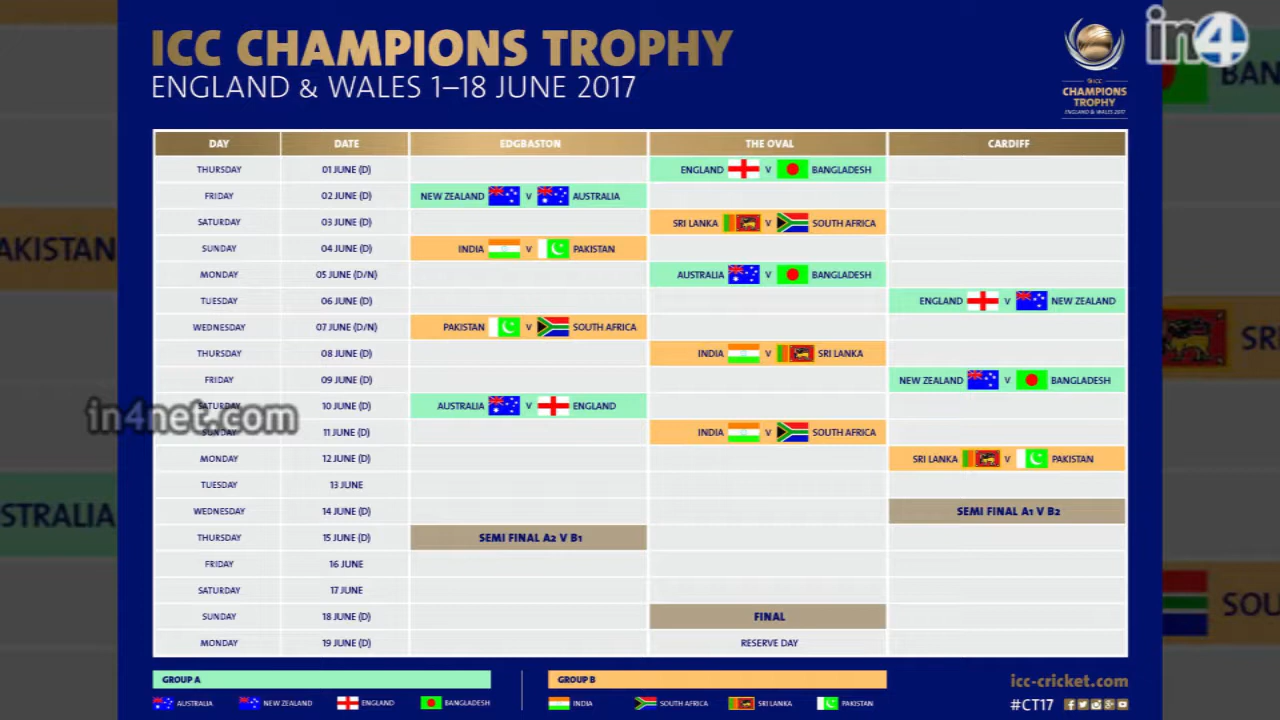 ICC CHAMPIONS TROPHY
ENGLAND & WALES 1–18 JUNE 2017
in4
ICC
CHAMPIONS
TROPHY
ENGLAND & WALES 2017
DAY DATE EDGBASTON THE OVAL CARDIFF
THURSDAY 01 JUNE (D) ENGLAND V BANGLADESH
FRIDAY 02 JUNE (D) NEW ZEALAND V AUSTRALIA
SATURDAY 03 JUNE (D) SRI LANKA V SOUTH AFRICA
SUNDAY 04 JUNE (D) INDIA V PAKISTAN
MONDAY 05 JUNE (D/N) AUSTRALIA V BANGLADESH
TUESDAY 06 JUNE (D) ENGLAND V NEW ZEALAND
WEDNESDAY 07 JUNE (D/N) PAKISTAN V SOUTH AFRICA
THURSDAY 08 JUNE (D) INDIA V SRI LANKA
FRIDAY 09 JUNE (D) NEW ZEALAND V BANGLADESH
SATURDAY 10 JUNE (D) AUSTRALIA V ENGLAND
in4net.com
SUNDAY 11 JUNE (D) INDIA V SOUTH AFRICA
MONDAY 12 JUNE (D) SRI LANKA V PAKISTAN
TUESDAY 13 JUNE
WEDNESDAY 14 JUNE (D) SEMI FINAL A1 V B2
THURSDAY 15 JUNE (D) SEMI FINAL A2 V B1
FRIDAY 16 JUNE
SATURDAY 17 JUNE
SUNDAY 18 JUNE (D) FINAL
MONDAY 19 JUNE (D) RESERVE DAY
GROUP A GROUP B
AUSTRALIA NEW ZEALAND ENGLAND BANGLADESH INDIA SOUTH AFRICA SRI LANKA PAKISTAN
icc-cricket.com
#CT17
BAN
AKISTAN
SR
STRALIA
SOU